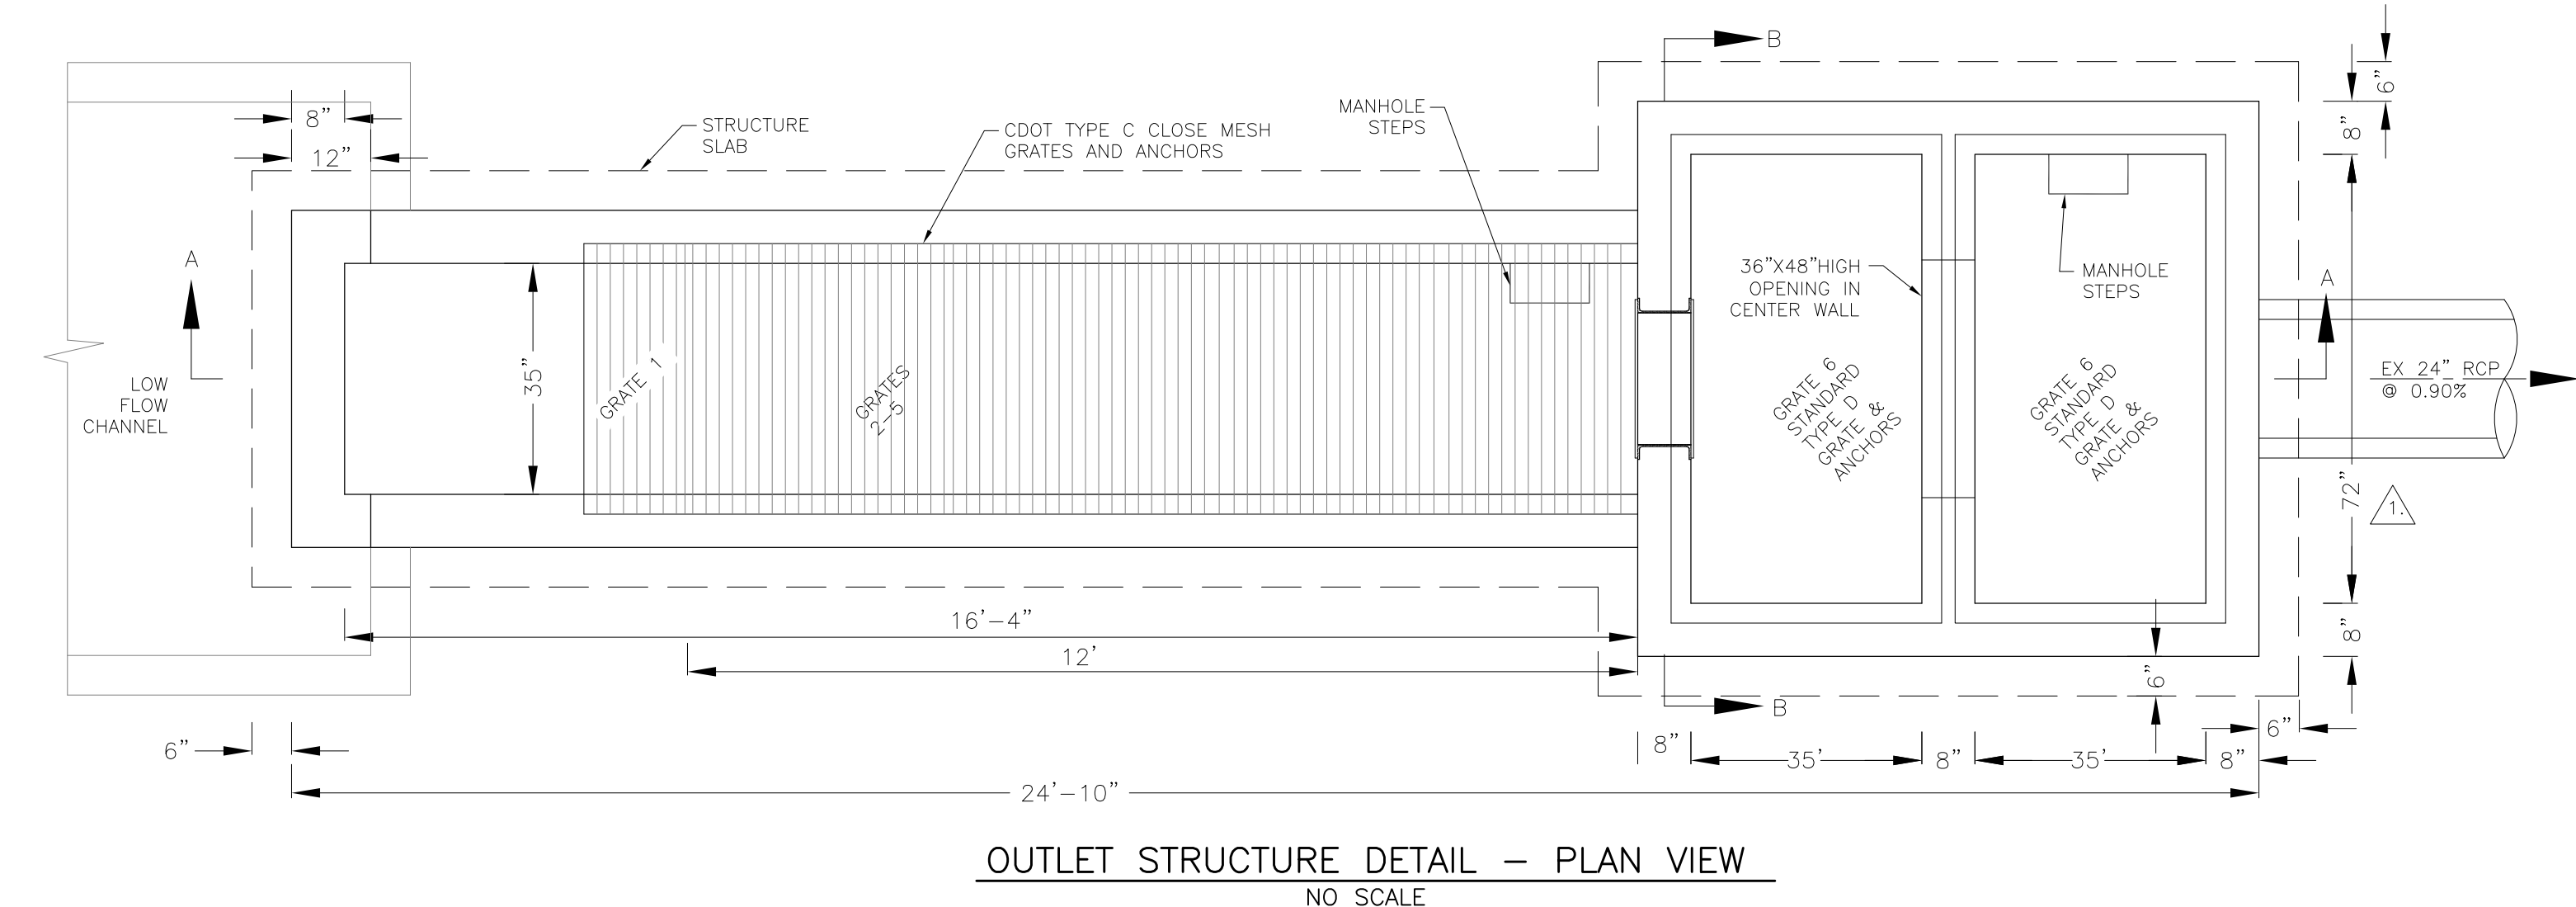 B
6"
8"
8"
12"
STRUCTURE
SLAB
CDOT TYPE C CLOSE MESH
GRATES AND ANCHORS
MANHOLE
STEPS
A
36"X48"HIGH
OPENING IN
CENTER WALL
MANHOLE
STEPS
A
LOW
FLOW
CHANNEL
35"
GRATE 1
GRATES
2-5
GRATE 6
STANDARD
TYPE D
GRATE &
ANCHORS
GRATE 6
STANDARD
TYPE D
GRATE &
ANCHORS
EX 24" RCP
@ 0.90%
72"
1.
16'-4"
12'
8"
6"
B
6"
6"
8"
35'
8"
35'
8"
24'-10"
OUTLET STRUCTURE DETAIL - PLAN VIEW
NO SCALE